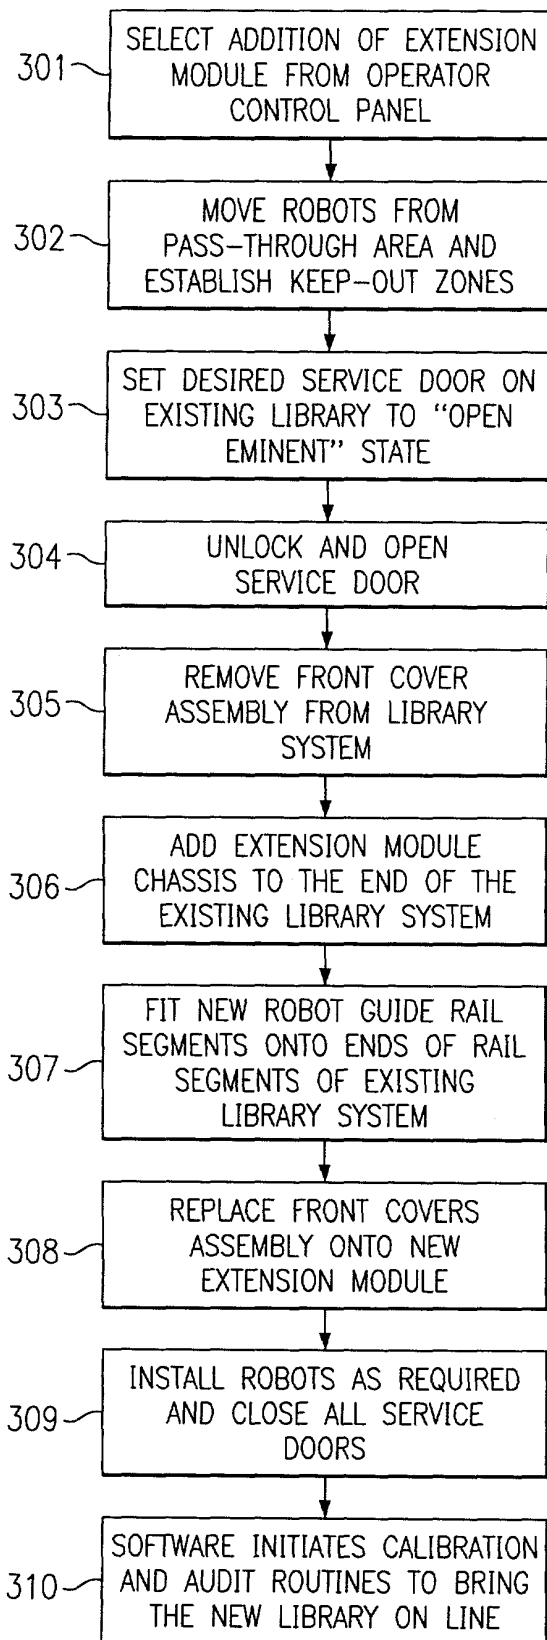 301
SELECT ADDITION OF EXTENSION
MODULE FROM OPERATOR
CONTROL PANEL
302
MOVE ROBOTS FROM
PASS-THROUGH AREA AND
ESTABLISH KEEP-OUT ZONES
303
SET DESIRED SERVICE DOOR ON
EXISTING LIBRARY TO “OPEN
EMINENT” STATE
304
UNLOCK AND OPEN
SERVICE DOOR
305
REMOVE FRONT COVER
ASSEMBLY FROM LIBRARY
SYSTEM
306
ADD EXTENSION MODULE
CHASSIS TO THE END OF THE
EXISTING LIBRARY SYSTEM
307
FIT NEW ROBOT GUIDE RAIL
SEGMENTS ONTO ENDS OF RAIL
SEGMENTS OF EXISTING
LIBRARY SYSTEM
308
REPLACE FRONT COVERS
ASSEMBLY ONTO NEW
EXTENSION MODULE
309
INSTALL ROBOTS AS REQUIRED
AND CLOSE ALL SERVICE
DOORS
310
SOFTWARE INITIATES CALIBRATION
AND AUDIT ROUTINES TO BRING
THE NEW LIBRARY ON LINE